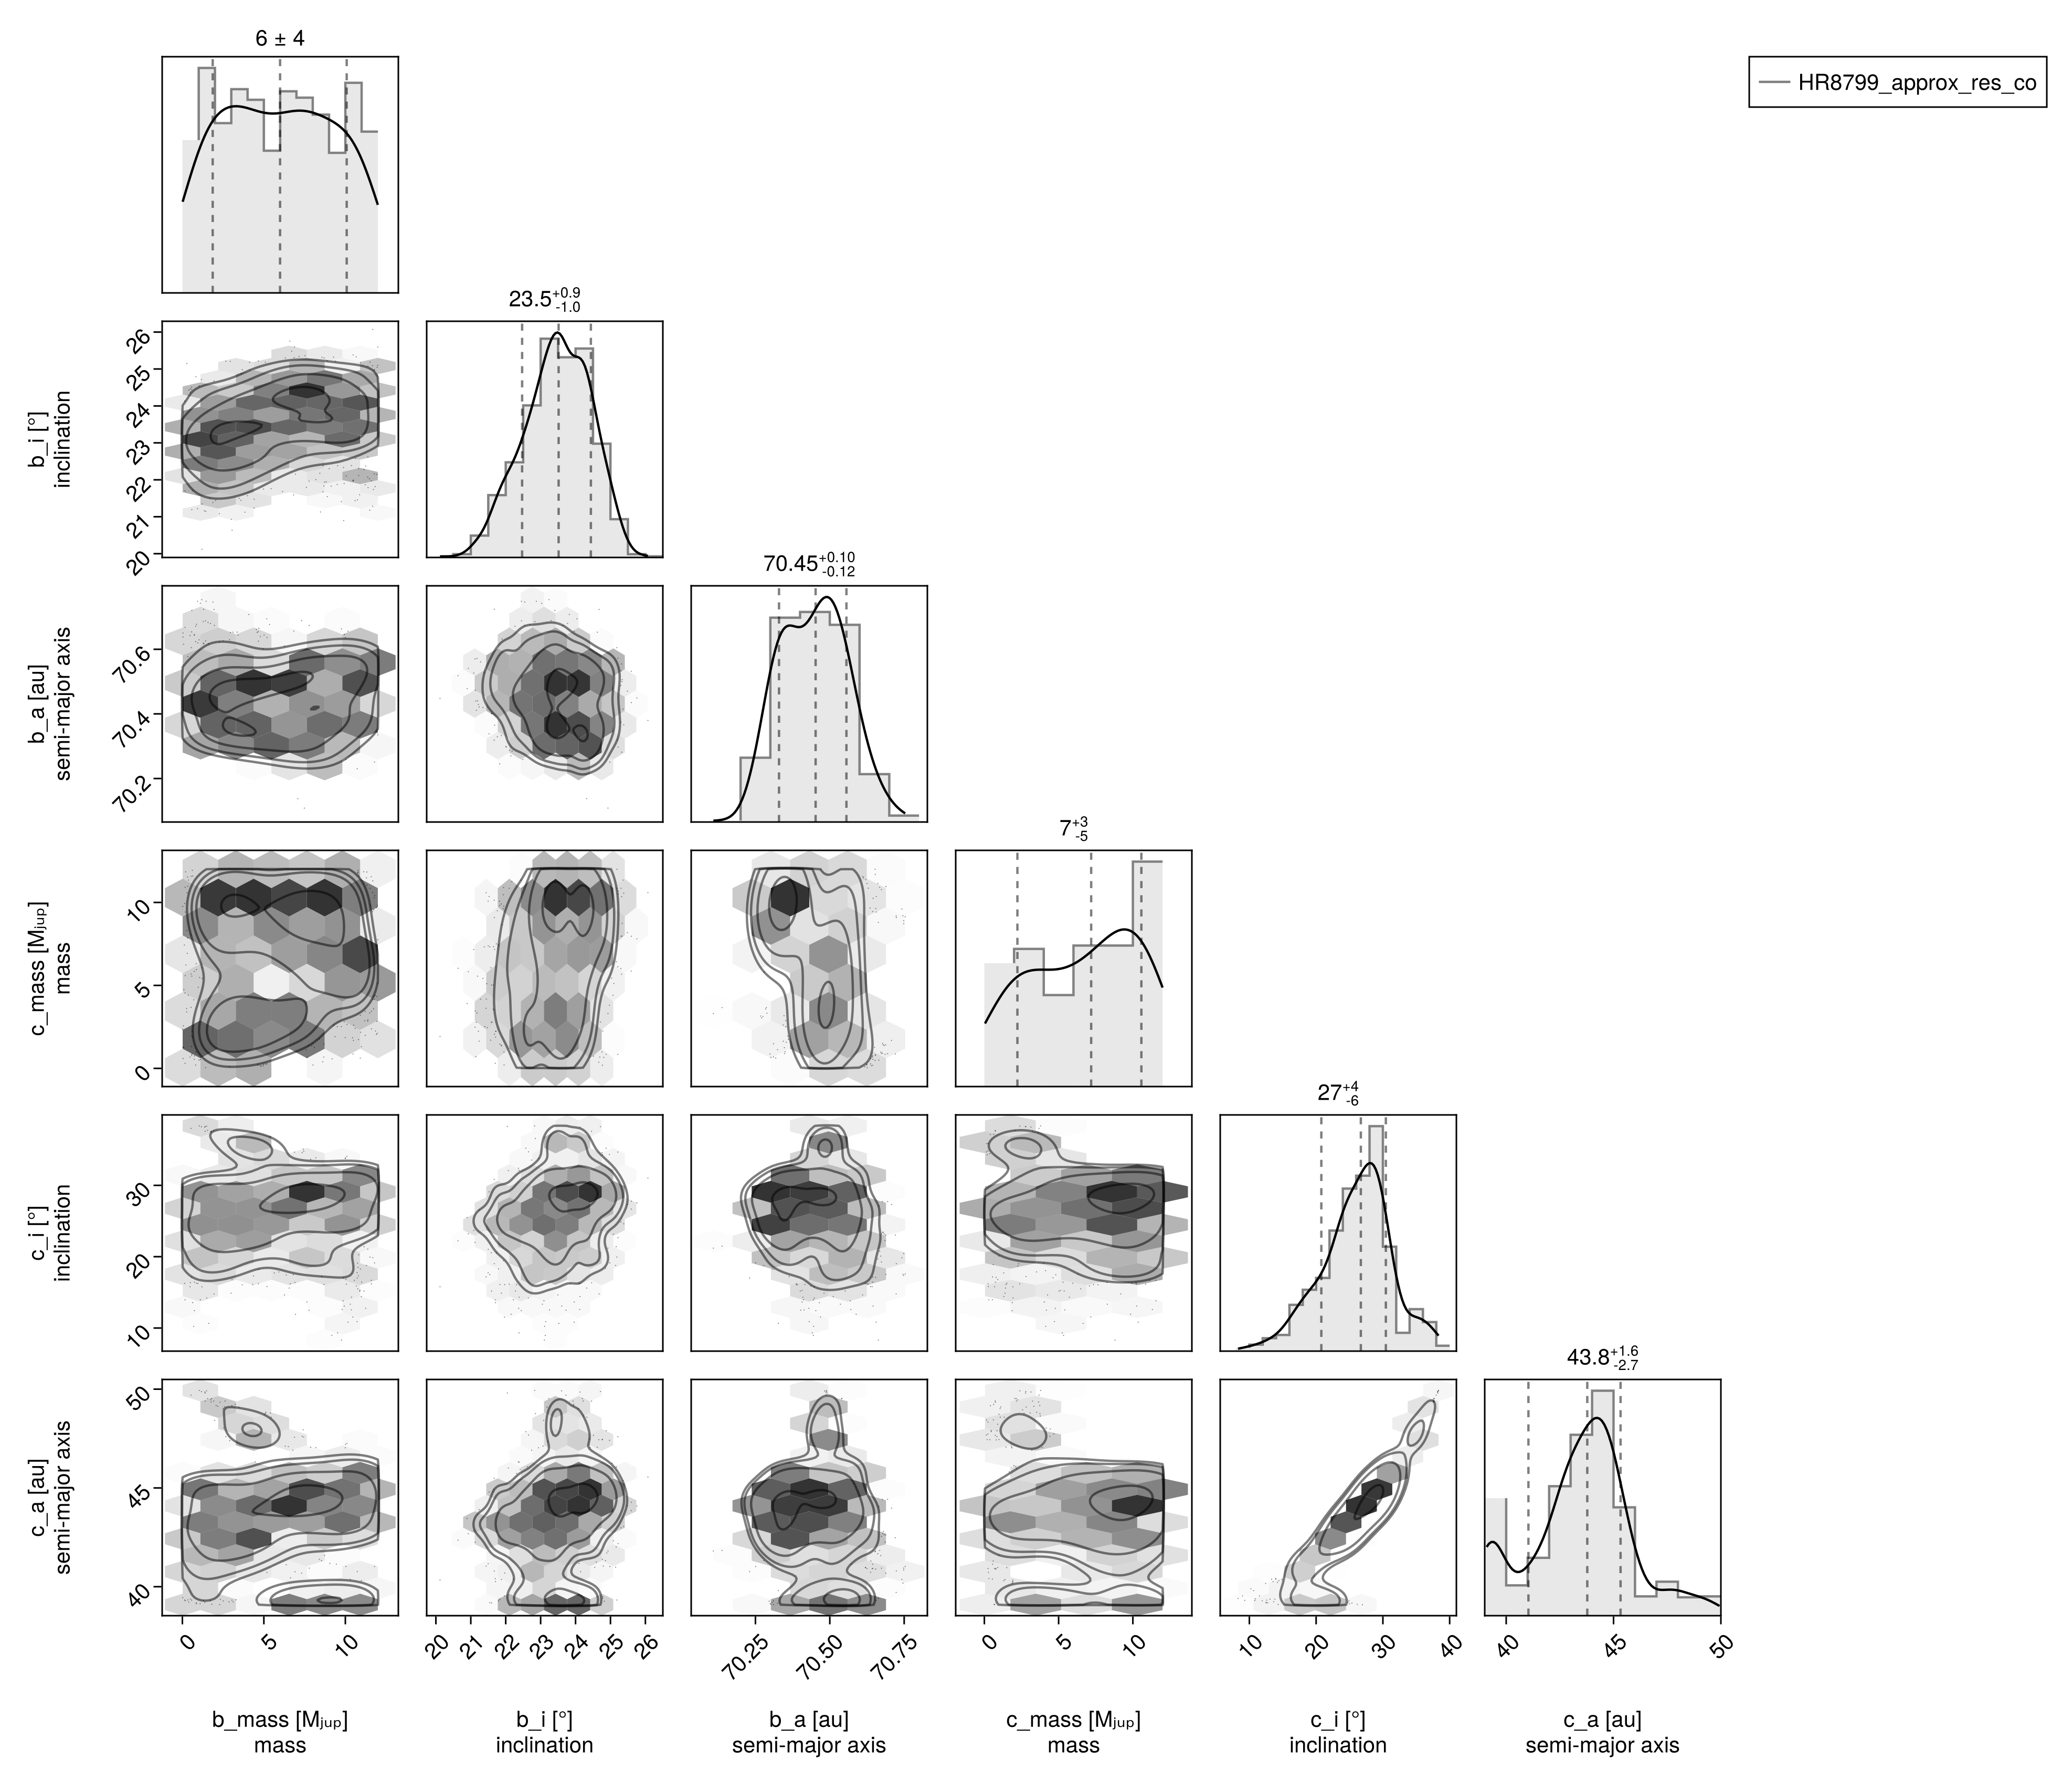 6 ± 4
HR8799_approx_res_co
23.5+0.9-1.0
26
25
24
23
22
21
20
b_i [°]
inclination
70.45+0.10-0.12
70.6
70.4
70.2
b_a [au]
semi-major axis
7+3-5
10
5
0
c_mass [Mⱼᵤₚ]
mass
27+4-6
30
20
10
c_i [°]
inclination
43.8+1.6-2.7
50
45
40
c_a [au]
semi-major axis
0 5 10 20 21 22 23 24 25 26 70.25 70.50 70.75 0 5 10 10 20 30 40 40 45 50
b_mass [Mⱼᵤₚ] b_i [°] b_a [au] c_mass [Mⱼᵤₚ] c_i [°] c_a [au]
mass inclination semi-major axis mass inclination semi-major axis